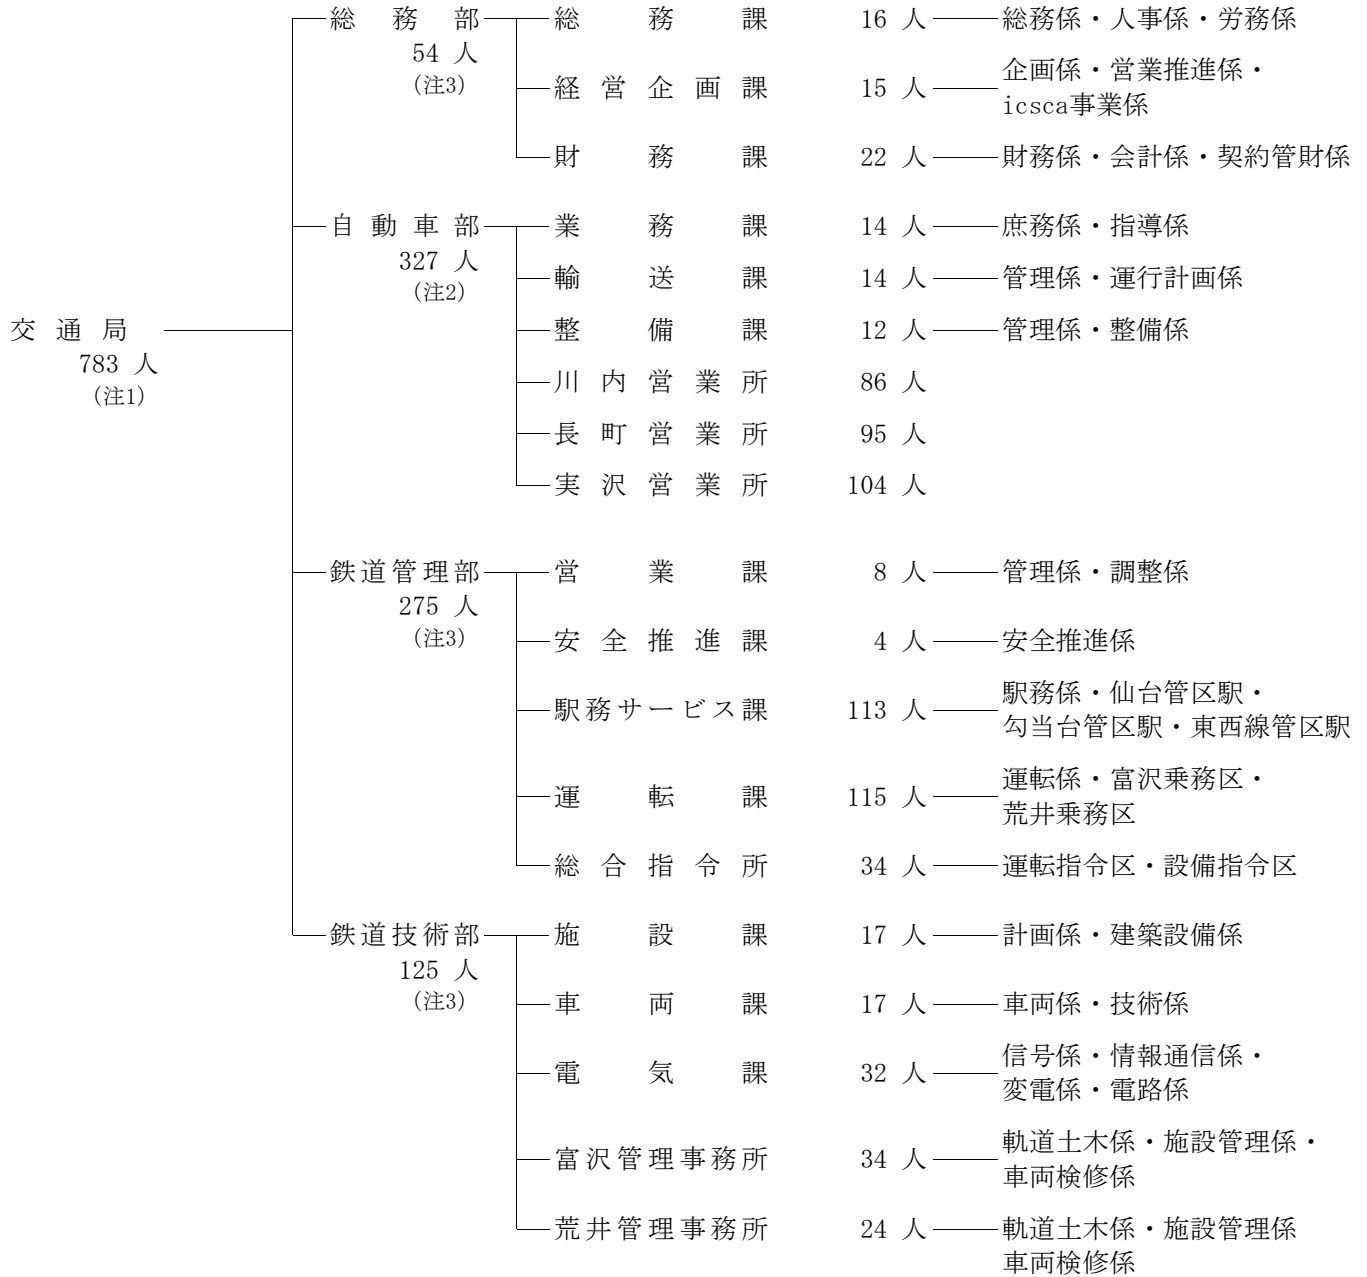 総務部 総務課 16 人 総務係・人事係・労務係
54 人
(注3)
経営企画課 15 人 企画係・営業推進係・
icsca事業係
財務課 22 人 財務係・会計係・契約管財係
自動車部 業務課 14 人 庶務係・指導係
327 人
(注2)
輸送課 14 人 管理係・運行計画係
交通局
783 人
(注1)
整備課 12 人 管理係・整備係
川内営業所 86 人
長町営業所 95 人
実沢営業所 104 人
鉄道管理部 営業課 8 人 管理係・調整係
275 人
(注3)
安全推進課 4 人 安全推進係
駅務サービス課 113 人 駅務係・仙台管区駅・
勾当台管区駅・東西線管区駅
運転課 115 人 運転係・富沢乗務区・
荒井乗務区
総合指令所 34 人 運転指令区・設備指令区
鉄道技術部 施設課 17 人 計画係・建築設備係
125 人
(注3)
車両課 17 人 車両係・技術係
電気課 32 人 信号係・情報通信係・
変電係・電路係
富沢管理事務所 34 人 軌道土木係・施設管理係・
車両検修係
荒井管理事務所 24 人 軌道土木係・施設管理係
車両検修係